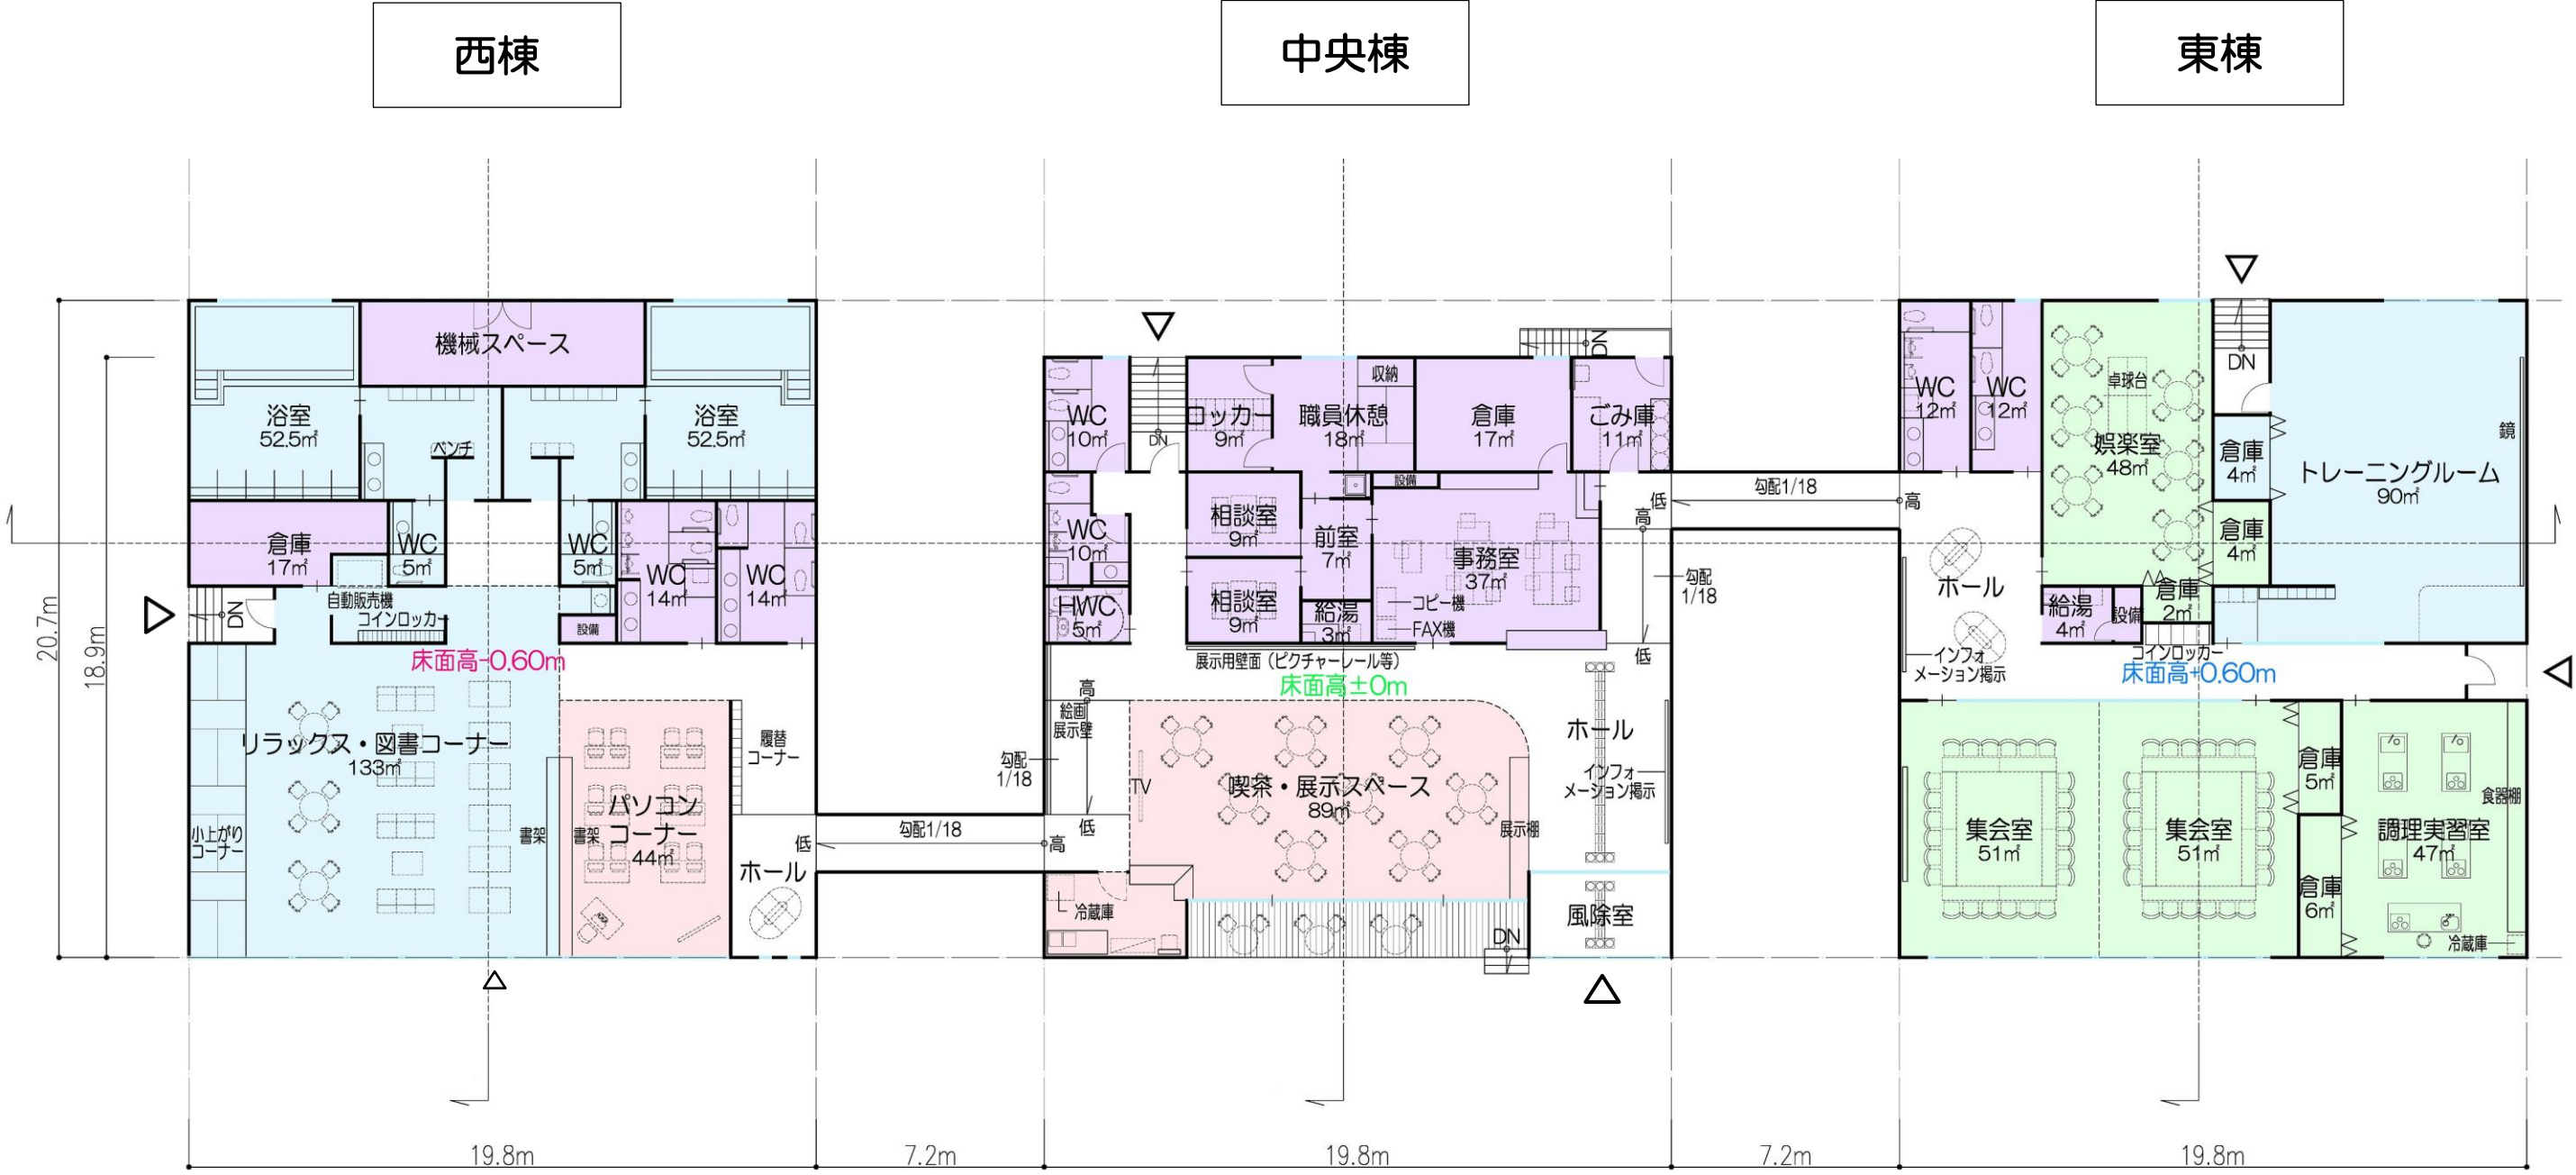 西棟
中央棟
東棟
機械スペース
浴室
52.5㎡
浴室
52.5㎡
ベンチ
倉庫
17㎡
WC
5㎡
WC
5㎡
WC
14㎡
WC
14㎡
DN
自動販売機
コインロッカー
設備
床面高-0.60m
リラックス・図書コーナー
133㎡
小上がり
コーナー
書架
書架
パソコン
コーナー
44㎡
履替
コーナー
ホール
20.7m
18.9m
低
勾配1/18
高
WC
10㎡
DN
ロッカー
9㎡
職員休憩
18㎡
収納
倉庫
17㎡
DN
ごみ庫
11㎡
WC
10㎡
HWC
5㎡
相談室
9㎡
相談室
9㎡
前室
7㎡
給湯
3㎡
設備
事務室
37㎡
コピー機
FAX機
低
高
勾配
1/18
低
展示用壁面（ピクチャーレール等）
床面高±0m
高
絵画
展示壁
勾配
1/18
低
TV
喫茶・展示スペース
89㎡
展示棚
ホール
インフォ
メーション掲示
冷蔵庫
DN
風除室
勾配1/18
高
WC
12㎡
WC
12㎡
卓球台
娯楽室
48㎡
DN
倉庫
4㎡
倉庫
4㎡
トレーニングルーム
90㎡
鏡
ホール
インフォ
メーション掲示
給湯
4㎡
設備
倉庫
2㎡
コインロッカー
床面高+0.60m
集会室
51㎡
集会室
51㎡
倉庫
5㎡
倉庫
6㎡
調理実習室
47㎡
食器棚
冷蔵庫
19.8m
7.2m
19.8m
7.2m
19.8m